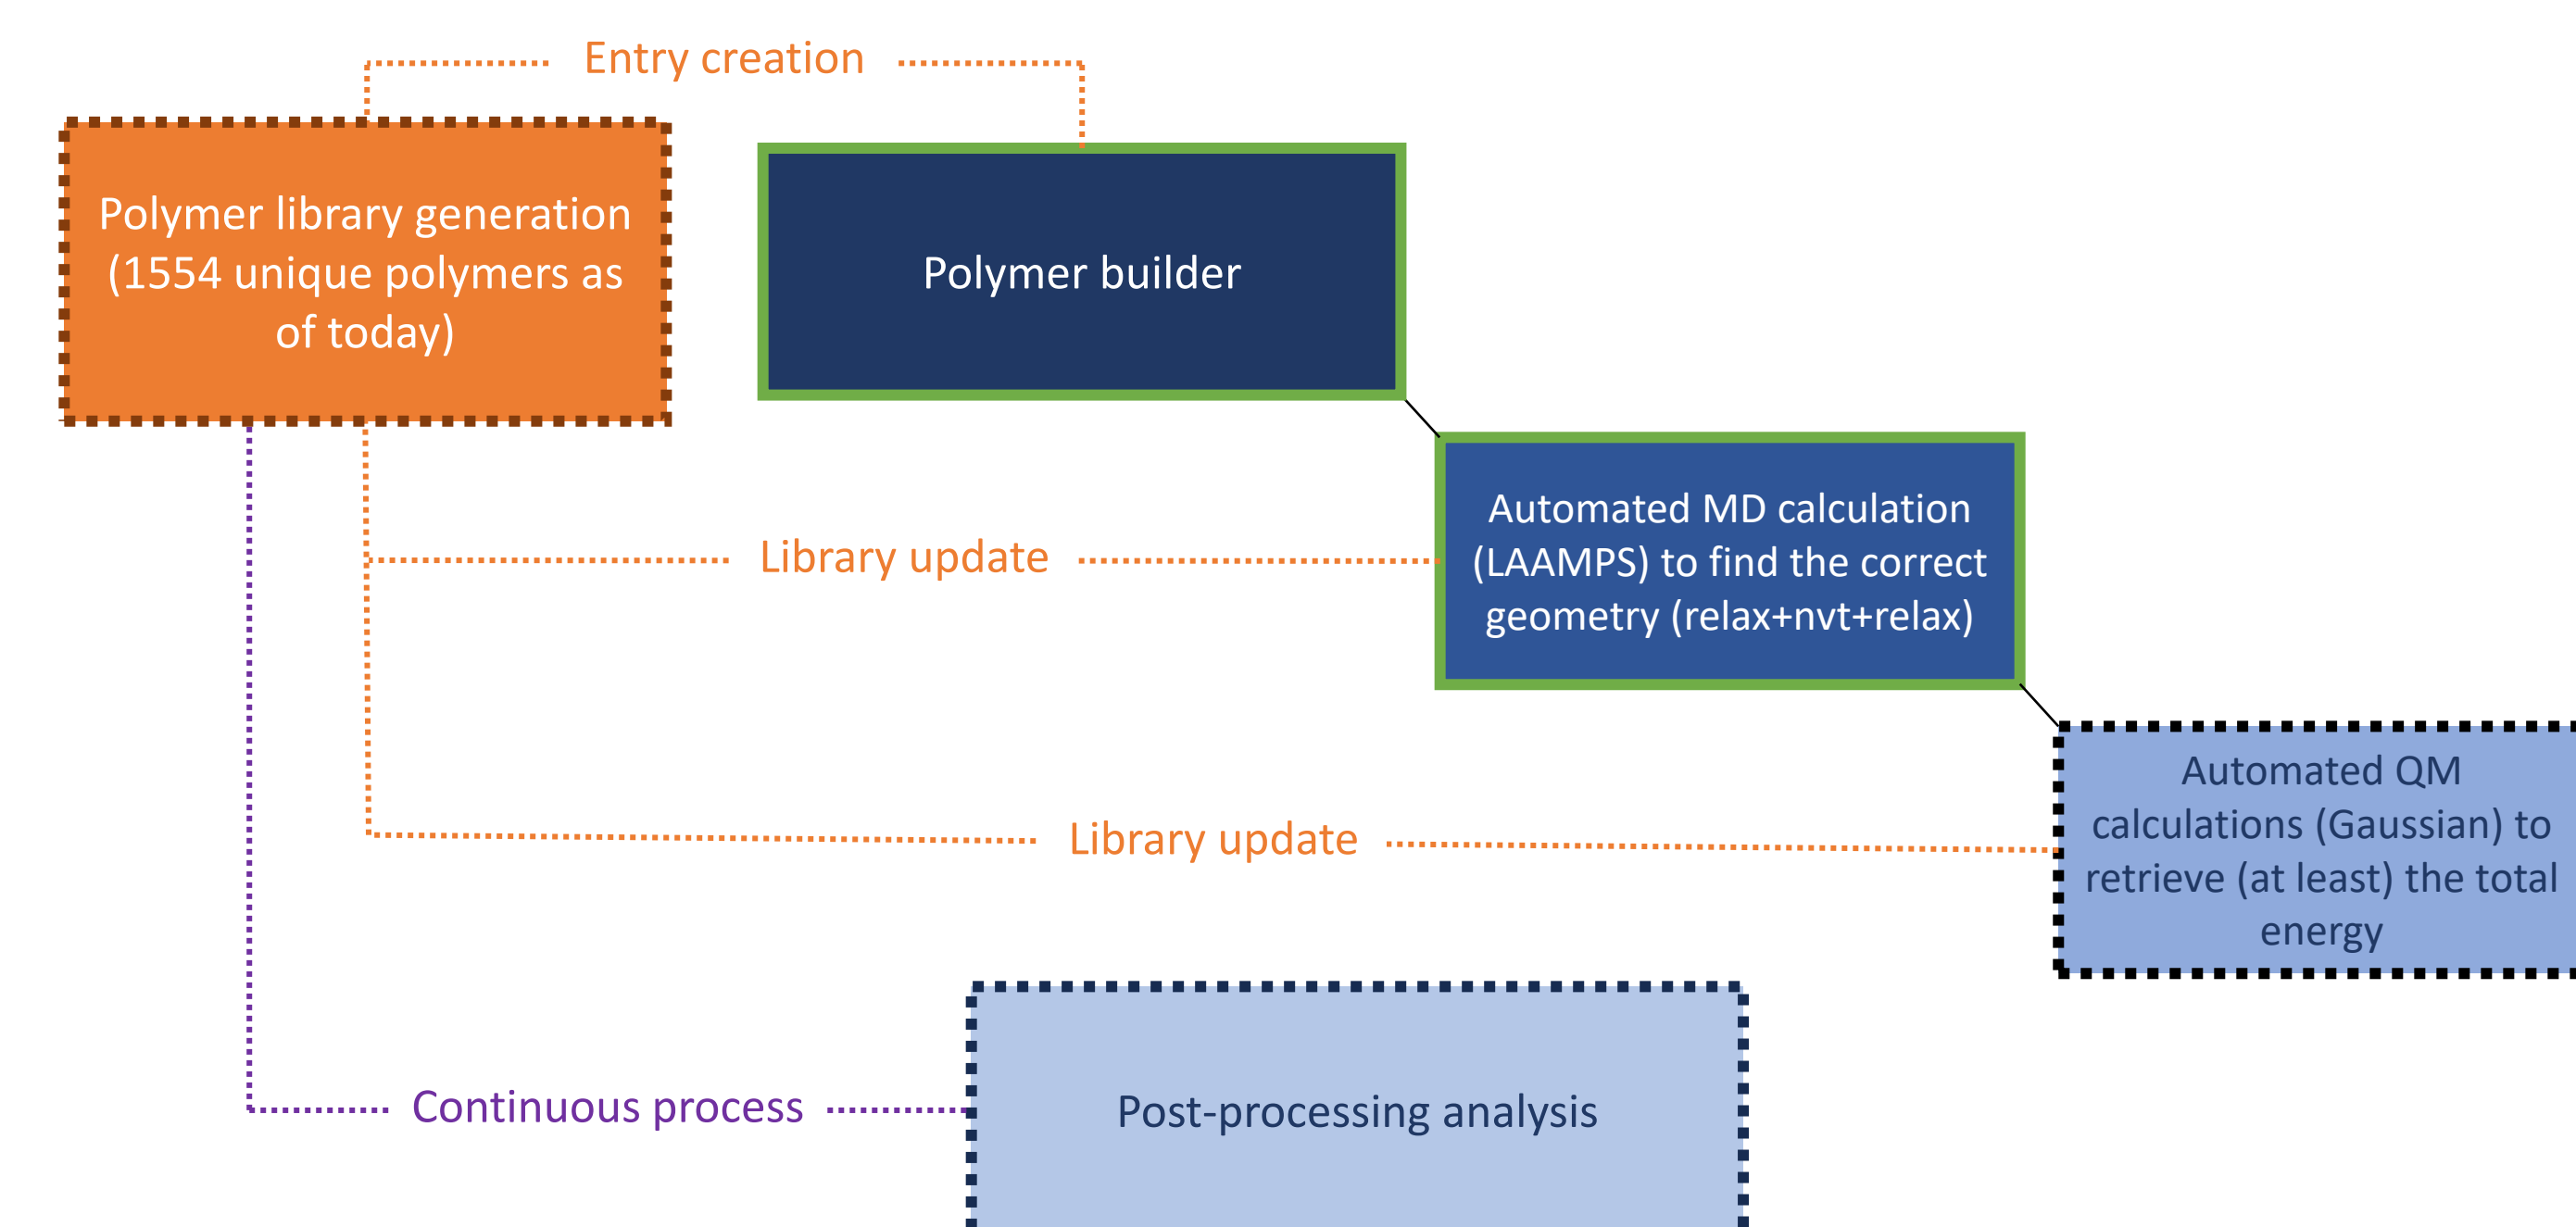 Entry creation
Polymer library generation
(1554 unique polymers as
of today)
Polymer builder
Automated MD calculation
(LAAMPS) to find the correct
geometry (relax+nvt+relax)
Library update
Automated QM
calculations (Gaussian) to
retrieve (at least) the total
energy
Library update
Continuous process
Post-processing analysis